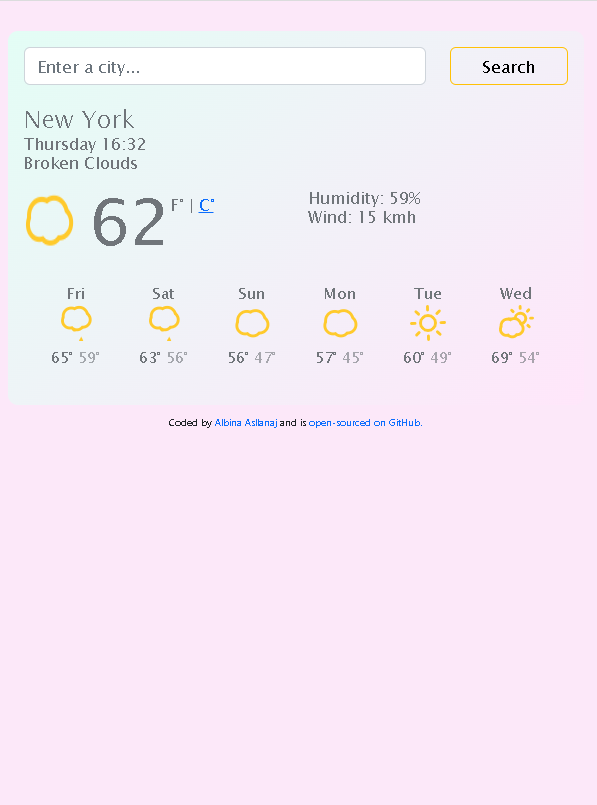 Enter a city...
Search
New York
Thursday 16:32
Broken Clouds
62 F° | C°
Humidity: 59%
Wind: 15 kmh
Fri Sat Sun Mon Tue Wed
65° 59° 63° 56° 56° 47° 57° 45° 60° 49° 69° 54°
Coded by Albina Asllanaj and is open-sourced on GitHub.